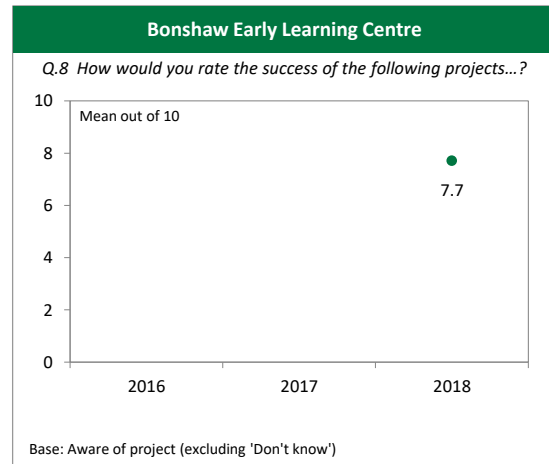 Bonshaw Early Learning Centre
Q.8 How would you rate the success of the following projects...?
10
Mean out of 10
8
7.7
6
4
2
0
2016 2017 2018
Base: Aware of project (excluding 'Don't know')